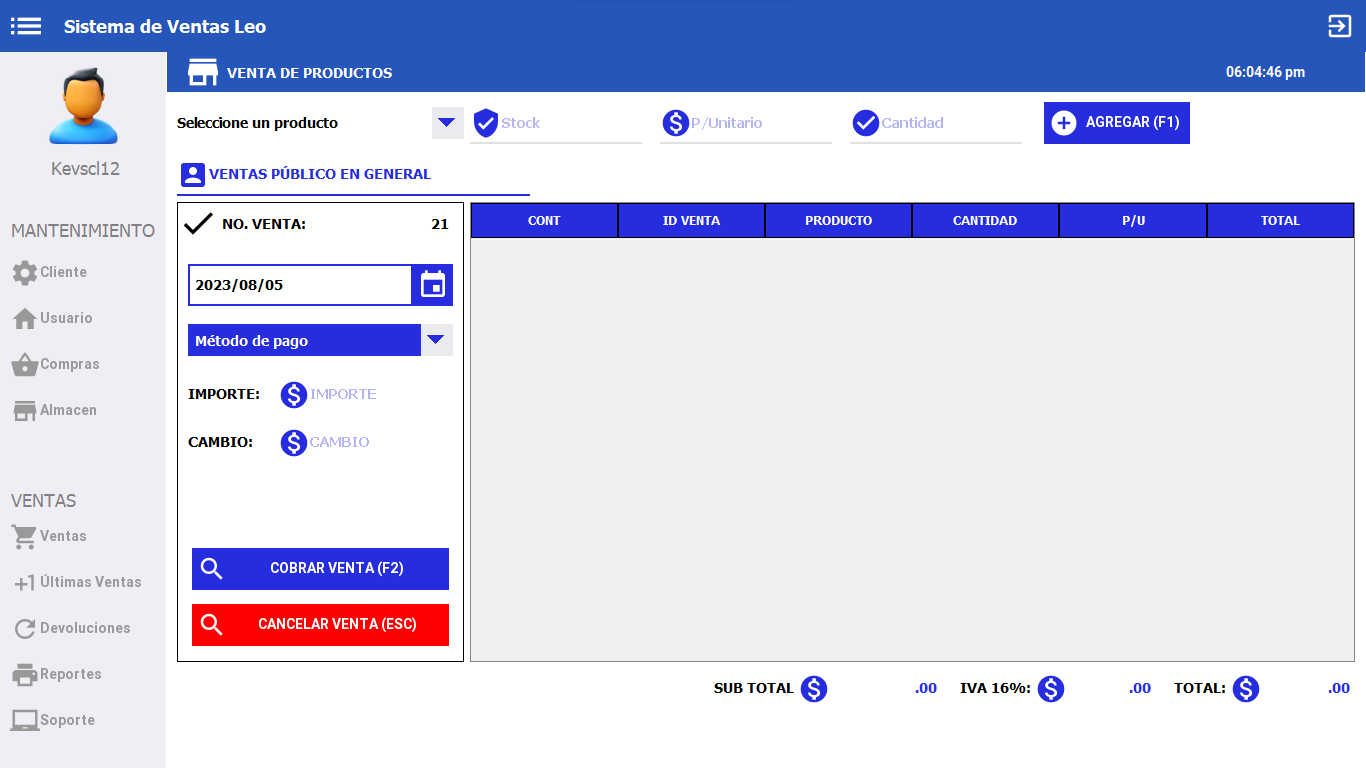 Sistema de Ventas Leo
VENTA DE PRODUCTOS
06:04:46 pm
Kevscl12
MANTENIMIENTO
Cliente
Usuario
Compras
Almacen
VENTAS
Ventas
+1 Últimas Ventas
Devoluciones
Reportes
Soporte
Seleccione un producto
Stock
P/Unitario
Cantidad
AGREGAR (F1)
VENTAS PÚBLICO EN GENERAL
NO. VENTA: 21
2023/08/05
Método de pago
IMPORTE: $ IMPORTE
CAMBIO: $ CAMBIO
COBRAR VENTA (F2)
CANCELAR VENTA (ESC)
CONT ID VENTA PRODUCTO CANTIDAD P/U TOTAL
SUB TOTAL $ .00 IVA 16%: $ .00 TOTAL: $ .00